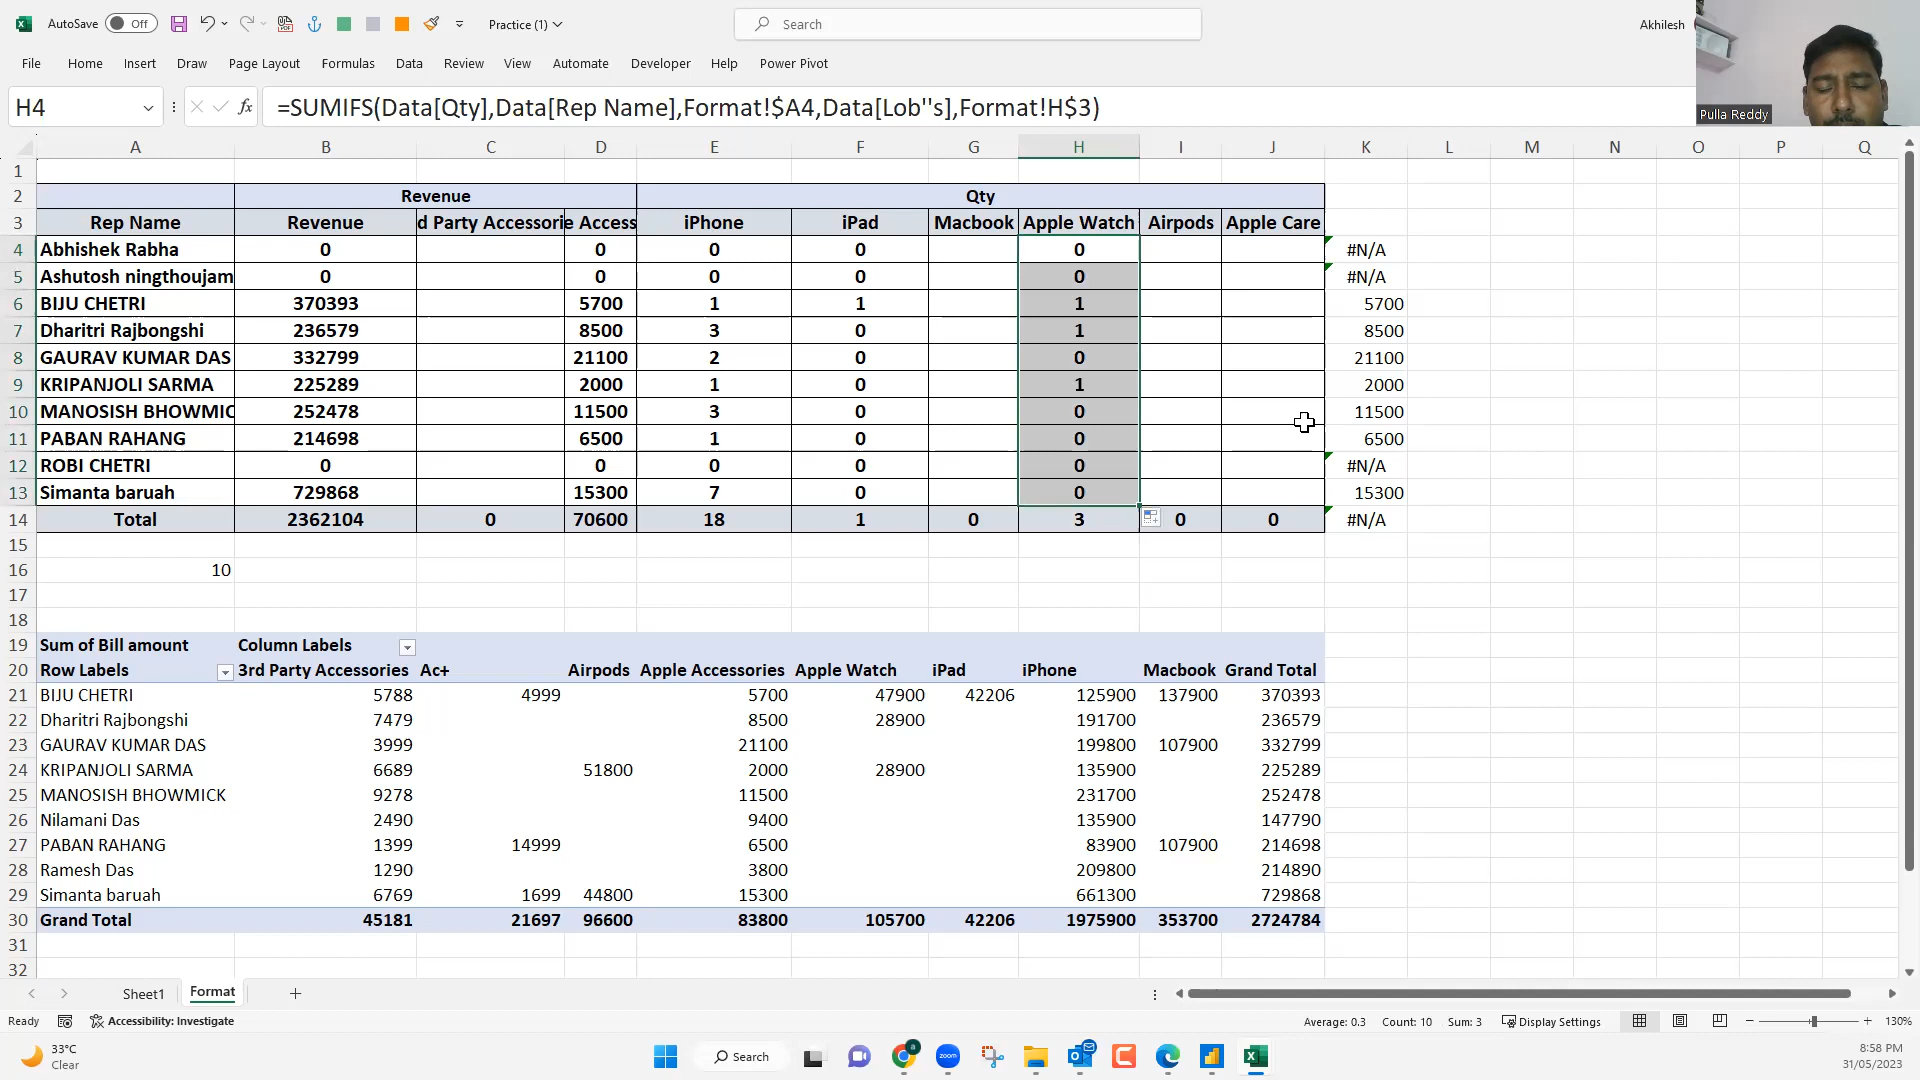 AutoSave Off Practice (1) Search Akhilesh
File Home Insert Draw Page Layout Formulas Data Review View Automate Developer Help Power Pivot
Pulla Reddy
H4 fx =SUMIFS(Data[Qty],Data[Rep Name],Format!$A4,Data[Lob''s],Format!H$3)
A B C D E F G H I J K L M N O P Q
1
2 Revenue Qty
3 Rep Name Revenue d Party Accessorie e Access iPhone iPad Macbook Apple Watch Airpods Apple Care
4 Abhishek Rabha 0 0 0 0 0 #N/A
5 Ashutosh ningthoujam 0 0 0 0 0 #N/A
6 BIJU CHETRI 370393 5700 1 1 1 5700
7 Dharitri Rajbongshi 236579 8500 3 0 1 8500
8 GAURAV KUMAR DAS 332799 21100 2 0 0 21100
9 KRIPANJOLI SARMA 225289 2000 1 0 1 2000
10 MANOSISH BHOWMIC 252478 11500 3 0 0 11500
11 PABAN RAHANG 214698 6500 1 0 0 6500
12 ROBI CHETRI 0 0 0 0 0 #N/A
13 Simanta baruah 729868 15300 7 0 0 15300
14 Total 2362104 0 70600 18 1 0 3 0 0 #N/A
15
16 10
17
18
19 Sum of Bill amount Column Labels
20 Row Labels 3rd Party Accessories Ac+ Airpods Apple Accessories Apple Watch iPad iPhone Macbook Grand Total
21 BIJU CHETRI 5788 4999 5700 47900 42206 125900 137900 370393
22 Dharitri Rajbongshi 7479 8500 28900 191700 236579
23 GAURAV KUMAR DAS 3999 21100 199800 107900 332799
24 KRIPANJOLI SARMA 6689 51800 2000 28900 135900 225289
25 MANOSISH BHOWMICK 9278 11500 231700 252478
26 Nilamani Das 2490 9400 135900 147790
27 PABAN RAHANG 1399 14999 6500 83900 107900 214698
28 Ramesh Das 1290 3800 209800 214890
29 Simanta baruah 6769 1699 44800 15300 661300 729868
30 Grand Total 45181 21697 96600 83800 105700 42206 1975900 353700 2724784
31
32
Sheet1 Format
Ready Accessibility: Investigate Average: 0.3 Count: 10 Sum: 3 Display Settings 130%
33°C
Clear
Search
zoom
8:58 PM
31/05/2023